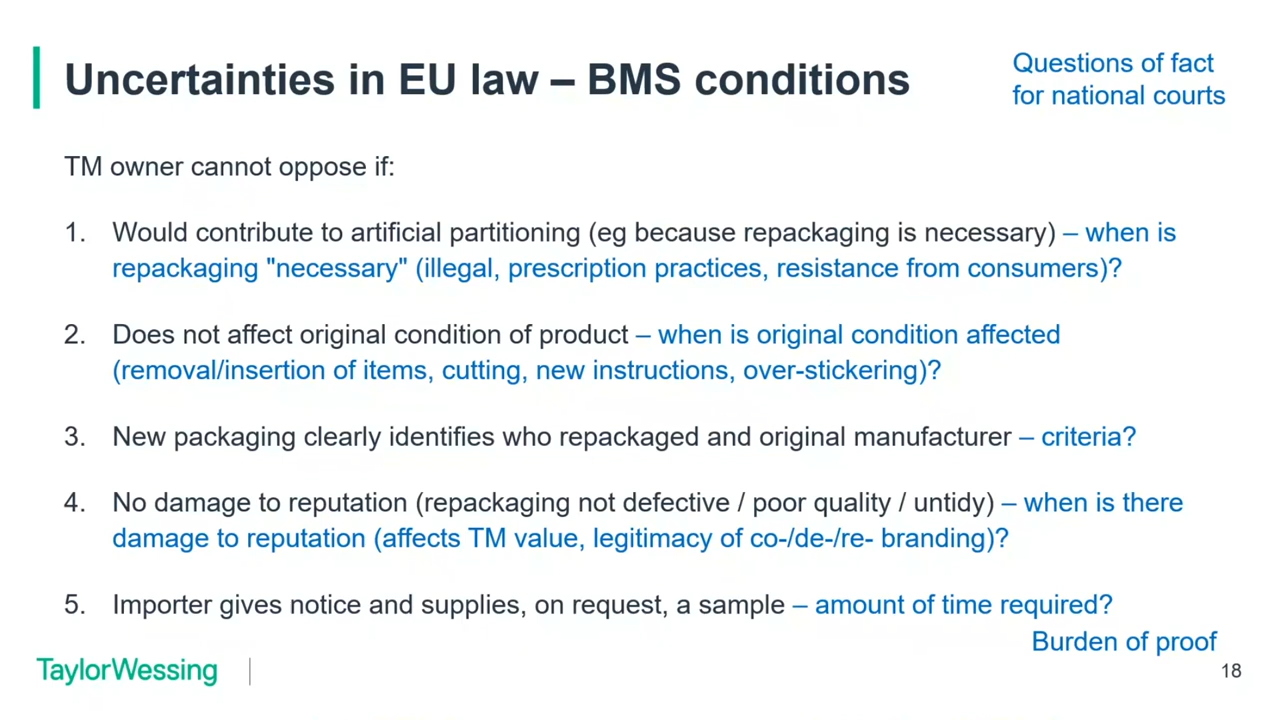 Uncertainties in EU law – BMS conditions
Questions of fact
for national courts
TM owner cannot oppose if:
1. Would contribute to artificial partitioning (eg because repackaging is necessary) – when is
repackaging "necessary" (illegal, prescription practices, resistance from consumers)?
2. Does not affect original condition of product – when is original condition affected
(removal/insertion of items, cutting, new instructions, over-stickering)?
3. New packaging clearly identifies who repackaged and original manufacturer – criteria?
4. No damage to reputation (repackaging not defective / poor quality / untidy) – when is there
damage to reputation (affects TM value, legitimacy of co-/de-/re- branding)?
5. Importer gives notice and supplies, on request, a sample – amount of time required?
Burden of proof
TaylorWessing
18